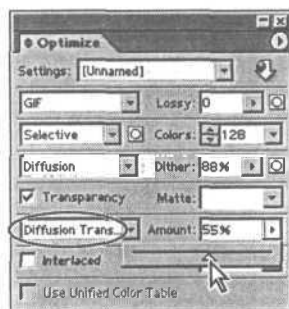 Optimize
Settings: [Unnamed]
GIF Lossy: 0
Selective Colors: 128
Diffusion Dither: 88%
Transparency Matte:
Diffusion Trans... Amount: 55%
Interlaced
Use Unified Color Table